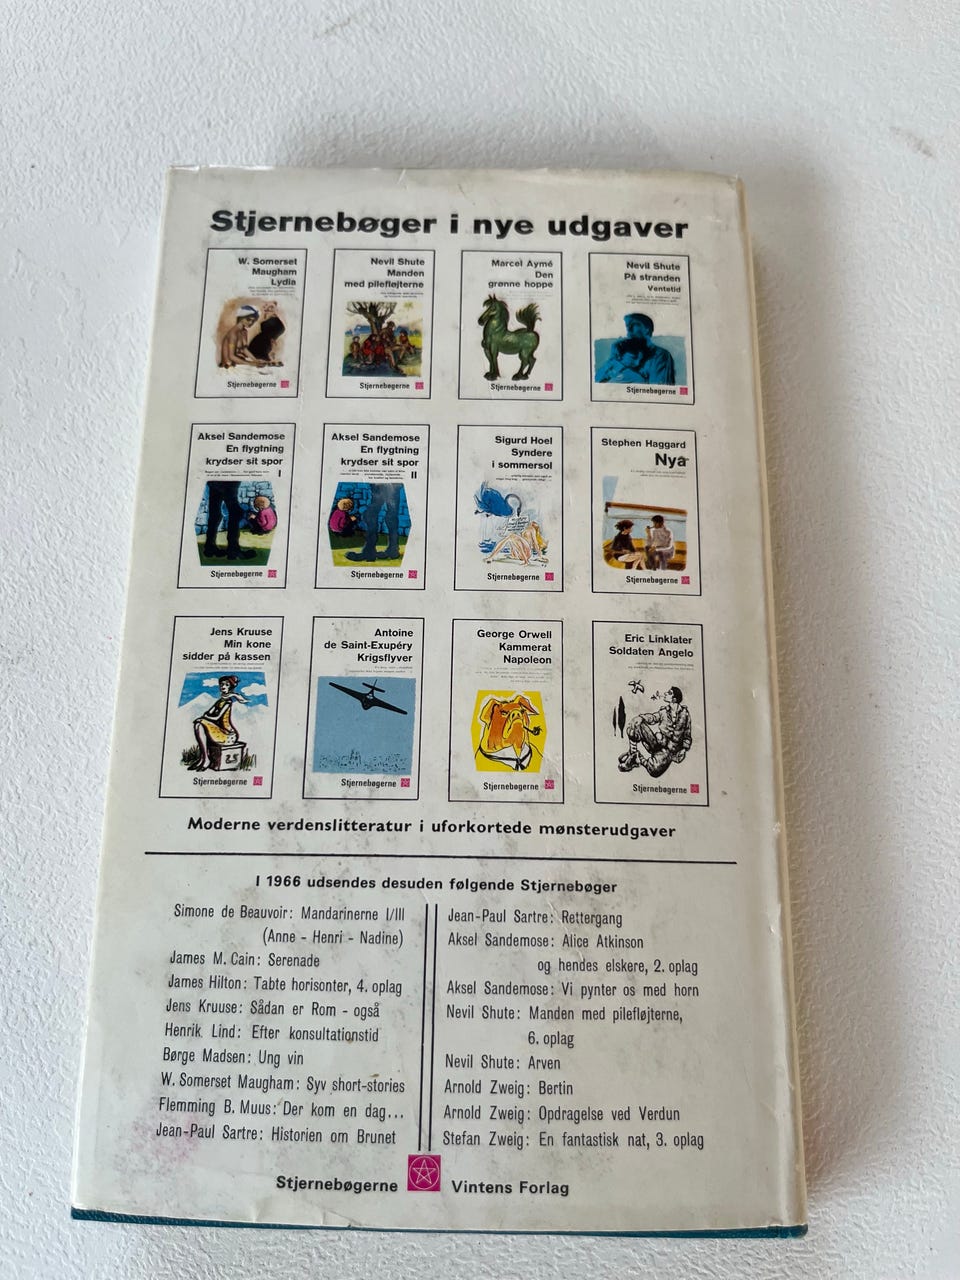 Stjernebøger i nye udgaver
W. Somerset
Maugham
Lydia
Stjernebøgerne
Nevil Shute
Manden
med pilefløjterne
Stjernebøgerne
Marcel Aymé
Den
grønne hoppe
Stjernebøgerne
Nevil Shute
På stranden
Ventetid
Stjernebøgerne
Aksel Sandemose
En flygtning
krydser sit spor
I
Stjernebøgerne
Aksel Sandemose
En flygtning
krydser sit spor
II
Stjernebøgerne
Sigurd Hoel
Syndere
i sommersol
Stjernebøgerne
Stephen Haggard
Nya
Stjernebøgerne
Jens Kruuse
Min kone
sidder på kassen
25
Stjernebøgerne
Antoine
de Saint-Exupéry
Krigsflyver
Stjernebøgerne
George Orwell
Kammerat
Napoleon
Stjernebøgerne
Eric Linklater
Soldaten Angelo
Stjernebøgerne
Moderne verdenslitteratur i uforkortede mønsterudgaver
I 1966 udsendes desuden følgende Stjernebøger
Simone de Beauvoir: Mandarinerne I/III
(Anne - Henri - Nadine)
James M. Cain: Serenade
James Hilton: Tabte horisonter, 4. oplag
Jens Kruuse: Sådan er Rom - også
Henrik Lind: Efter konsultationstid
Børge Madsen: Ung vin
W. Somerset Maugham: Syv short-stories
Flemming B. Muus: Der kom en dag...
Jean-Paul Sartre: Historien om Brunet
Jean-Paul Sartre: Rettergang
Aksel Sandemose: Alice Atkinson
og hendes elskere, 2. oplag
Aksel Sandemose: Vi pynter os med horn
Nevil Shute: Manden med pilefløjterne,
6. oplag
Nevil Shute: Arven
Arnold Zweig: Bertin
Arnold Zweig: Opdragelse ved Verdun
Stefan Zweig: En fantastisk nat, 3. oplag
Stjernebøgerne Vintens Forlag